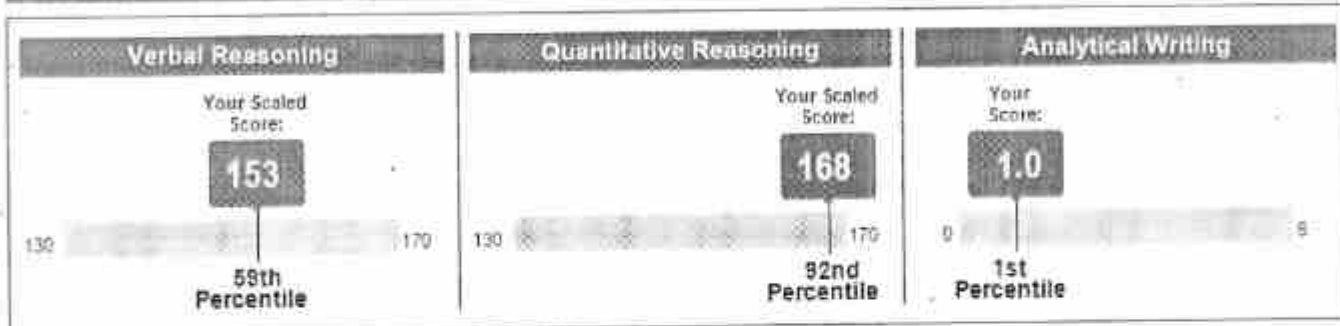 Verbal Reasoning
Your Scaled
Score:
153
130
170
59th
Percentile
Quantitative Reasoning
Your Scaled
Score:
168
130
170
92nd
Percentile
Analytical Writing
Your
Score:
1.0
0
6
1st
Percentile